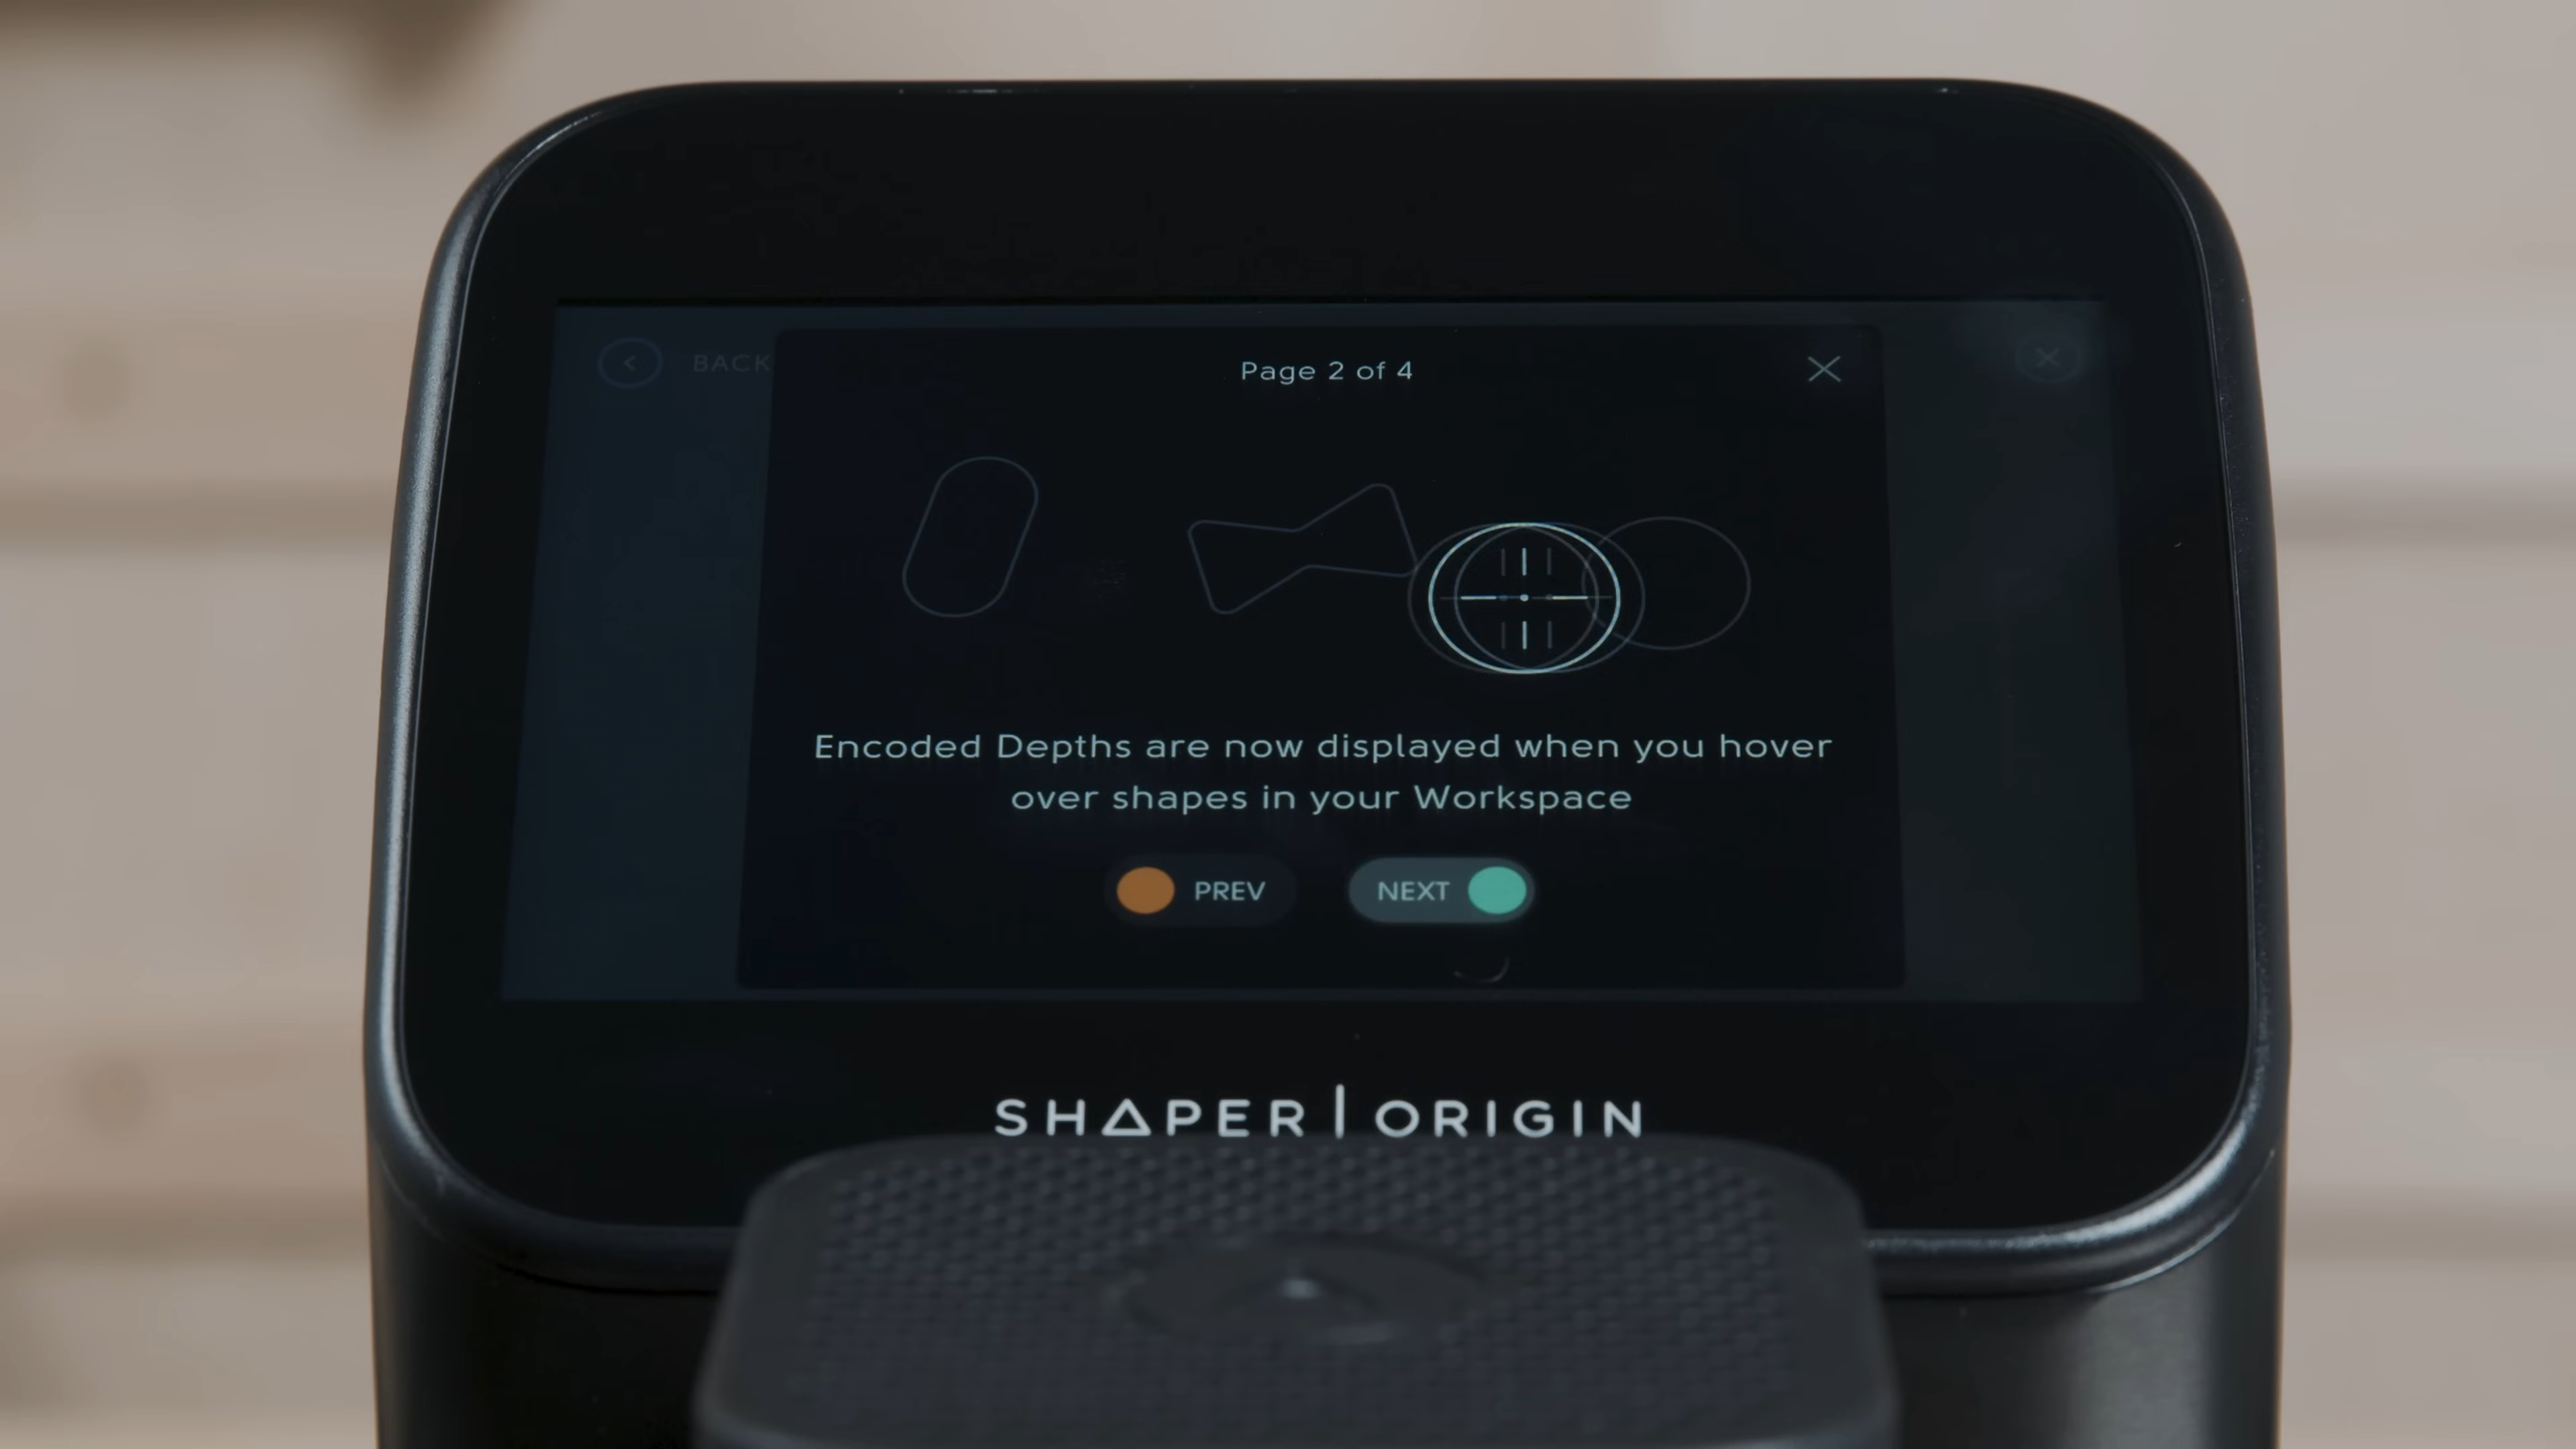 BACK
Page 2 of 4
Encoded Depths are now displayed when you hover
over shapes in your Workspace
PREV
NEXT
SHAPER | ORIGIN